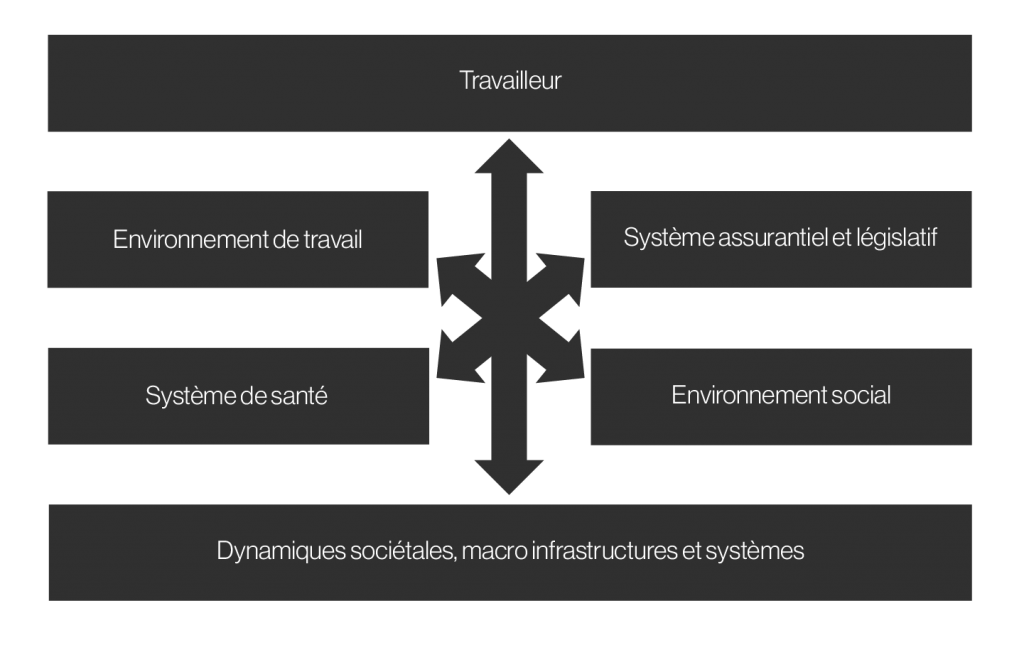 Travailleur
Environnement de travail
Système assurantiel et législatif
Système de santé
Environnement social
Dynamiques sociétales, macro infrastructures et systèmes